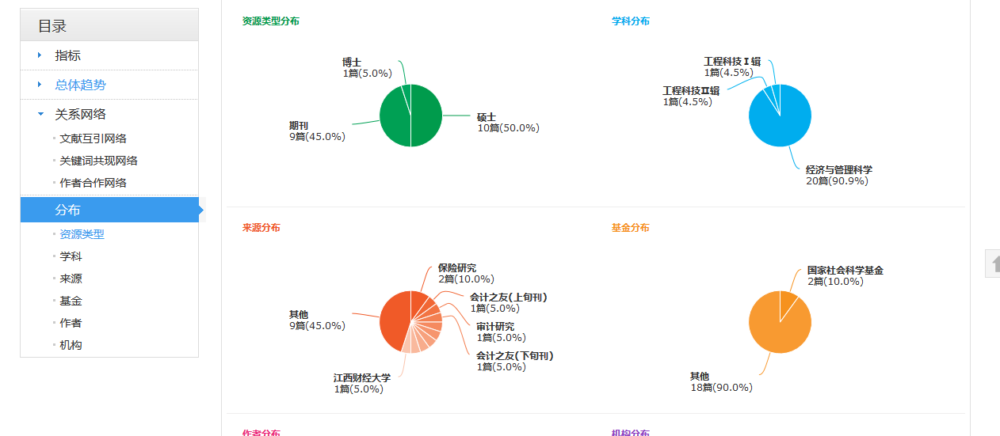 目录
指标
总体趋势
关系网络
文献互引网络
关键词共现网络
作者合作网络
分布
资源类型
学科
来源
基金
作者
机构
资源类型分布
博士
1篇(5.0%)
硕士
10篇(50.0%)
期刊
9篇(45.0%)
学科分布
工程科技Ⅰ辑
1篇(4.5%)
工程科技Ⅱ辑
1篇(4.5%)
经济与管理科学
20篇(90.9%)
来源分布
保险研究
2篇(10.0%)
会计之友(上旬刊)
1篇(5.0%)
其他
9篇(45.0%)
审计研究
1篇(5.0%)
会计之友(下旬刊)
1篇(5.0%)
江西财经大学
1篇(5.0%)
基金分布
国家社会科学基金
2篇(10.0%)
其他
18篇(90.0%)
作者分布
机构分布